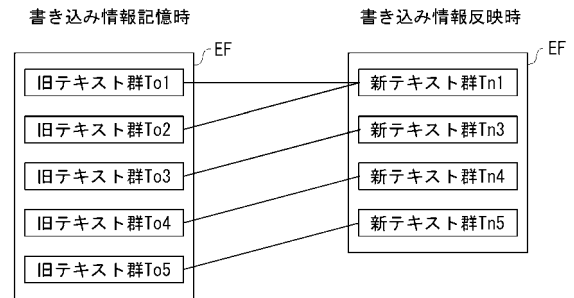 書き込み情報記憶時
EF
旧テキスト群To1
旧テキスト群To2
旧テキスト群To3
旧テキスト群To4
旧テキスト群To5
書き込み情報反映時
EF
新テキスト群Tn1
新テキスト群Tn3
新テキスト群Tn4
新テキスト群Tn5